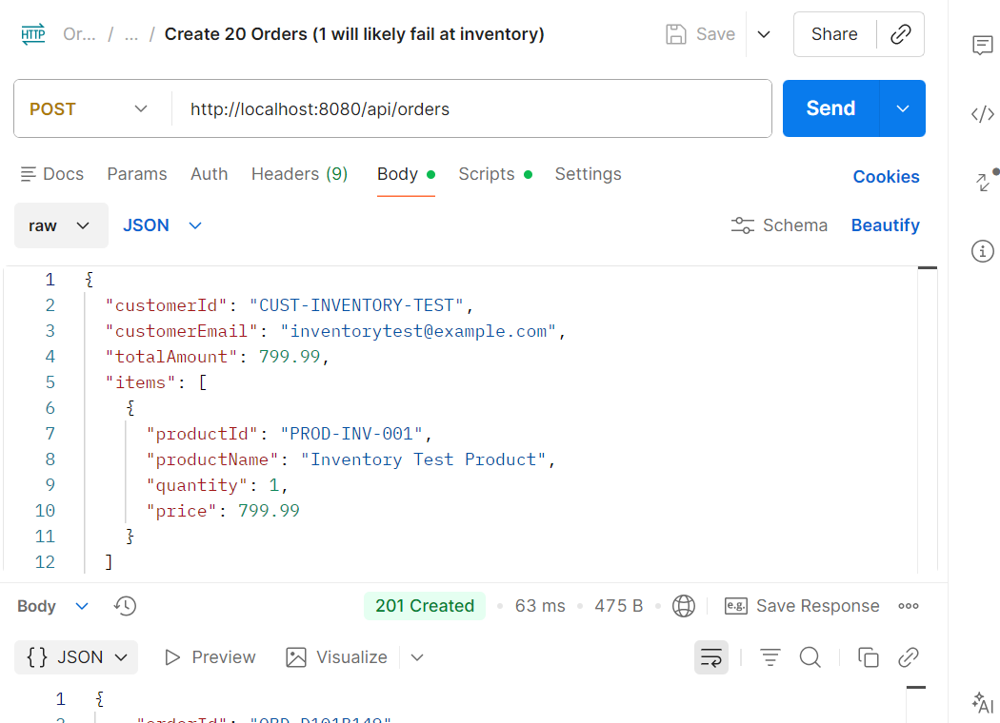 HTTP Or... / ... / Create 20 Orders (1 will likely fail at inventory) Save Share
POST http://localhost:8080/api/orders Send
Docs Params Auth Headers (9) Body Scripts Settings Cookies
raw JSON Schema Beautify
1 {
2 "customerId": "CUST-INVENTORY-TEST",
3 "customerEmail": "inventorytest@example.com",
4 "totalAmount": 799.99,
5 "items": [
6 {
7 "productId": "PROD-INV-001",
8 "productName": "Inventory Test Product",
9 "quantity": 1,
10 "price": 799.99
11 }
12 ]
Body 201 Created 63 ms 475 B e.g. Save Response
{} JSON Preview Visualize
1 {
2 "orderId":
AI